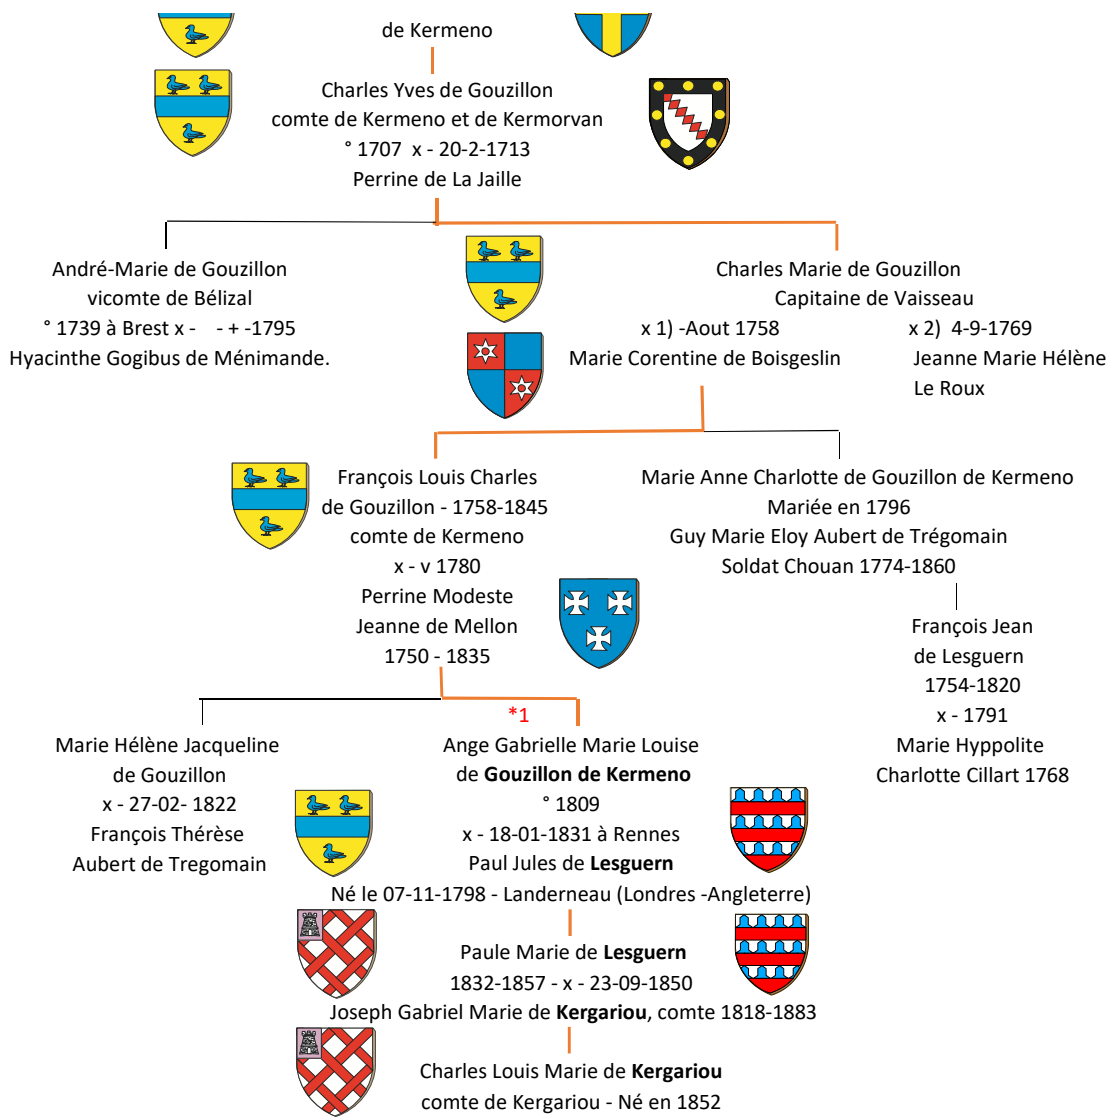 de Kermeno
Charles Yves de Gouzillon
comte de Kermeno et de Kermorvan
° 1707 x - 20-2-1713
Perrine de La Jaille
André-Marie de Gouzillon
vicomte de Bélizal
° 1739 à Brest x - - + -1795
Hyacinthe Gogibus de Ménimande.
Charles Marie de Gouzillon
Capitaine de Vaisseau
x 1) -Aout 1758
Marie Corentine de Boisgeslin
x 2) 4-9-1769
Jeanne Marie Hélène
Le Roux
François Louis Charles
de Gouzillon - 1758-1845
comte de Kermeno
x - v 1780
Perrine Modeste
Jeanne de Mellon
1750 - 1835
Marie Anne Charlotte de Gouzillon de Kermeno
Mariée en 1796
Guy Marie Eloy Aubert de Trégomain
Soldat Chouan 1774-1860
François Jean
de Lesguern
1754-1820
x - 1791
Marie Hyppolite
Charlotte Cillart 1768
Marie Hélène Jacqueline
de Gouzillon
x - 27-02- 1822
François Thérèse
Aubert de Tregomain
*1
Ange Gabrielle Marie Louise
de Gouzillon de Kermeno
° 1809
x - 18-01-1831 à Rennes
Paul Jules de Lesguern
Né le 07-11-1798 - Landerneau (Londres -Angleterre)
Paule Marie de Lesguern
1832-1857 - x - 23-09-1850
Joseph Gabriel Marie de Kergariou, comte 1818-1883
Charles Louis Marie de Kergariou
comte de Kergariou - Né en 1852